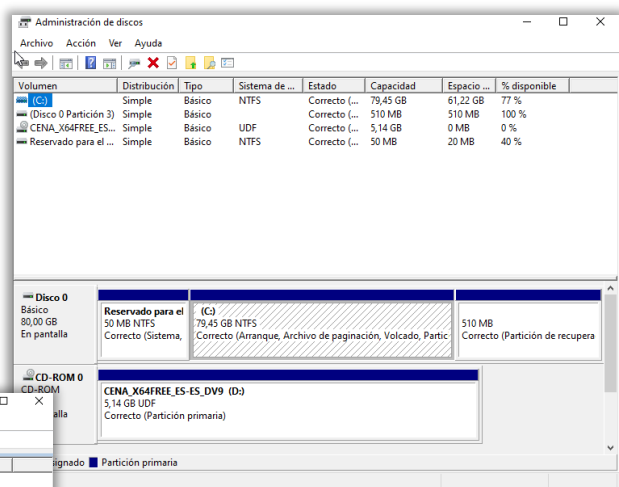 Administración de discos
Archivo Acción Ver Ayuda
Volumen Distribución Tipo Sistema de ... Estado Capacidad Espacio ... % disponible
(C:) Simple Básico NTFS Correcto (... 79,45 GB 61,22 GB 77 %
(Disco 0 Partición 3) Simple Básico Correcto (... 510 MB 510 MB 100 %
CENA_X64FREE_ES... Simple Básico UDF Correcto (... 5,14 GB 0 MB 0 %
Reservado para el ... Simple Básico NTFS Correcto (... 50 MB 20 MB 40 %
Disco 0
Básico
80,00 GB
En pantalla
Reservado para el
50 MB NTFS
Correcto (Sistema,
(C:)
79,45 GB NTFS
Correcto (Arranque, Archivo de paginación, Volcado, Partic
510 MB
Correcto (Partición de recupera
CD-ROM 0
CD-ROM
alla
CENA_X64FREE_ES-ES_DV9 (D:)
5,14 GB UDF
Correcto (Partición primaria)
signado Partición primaria